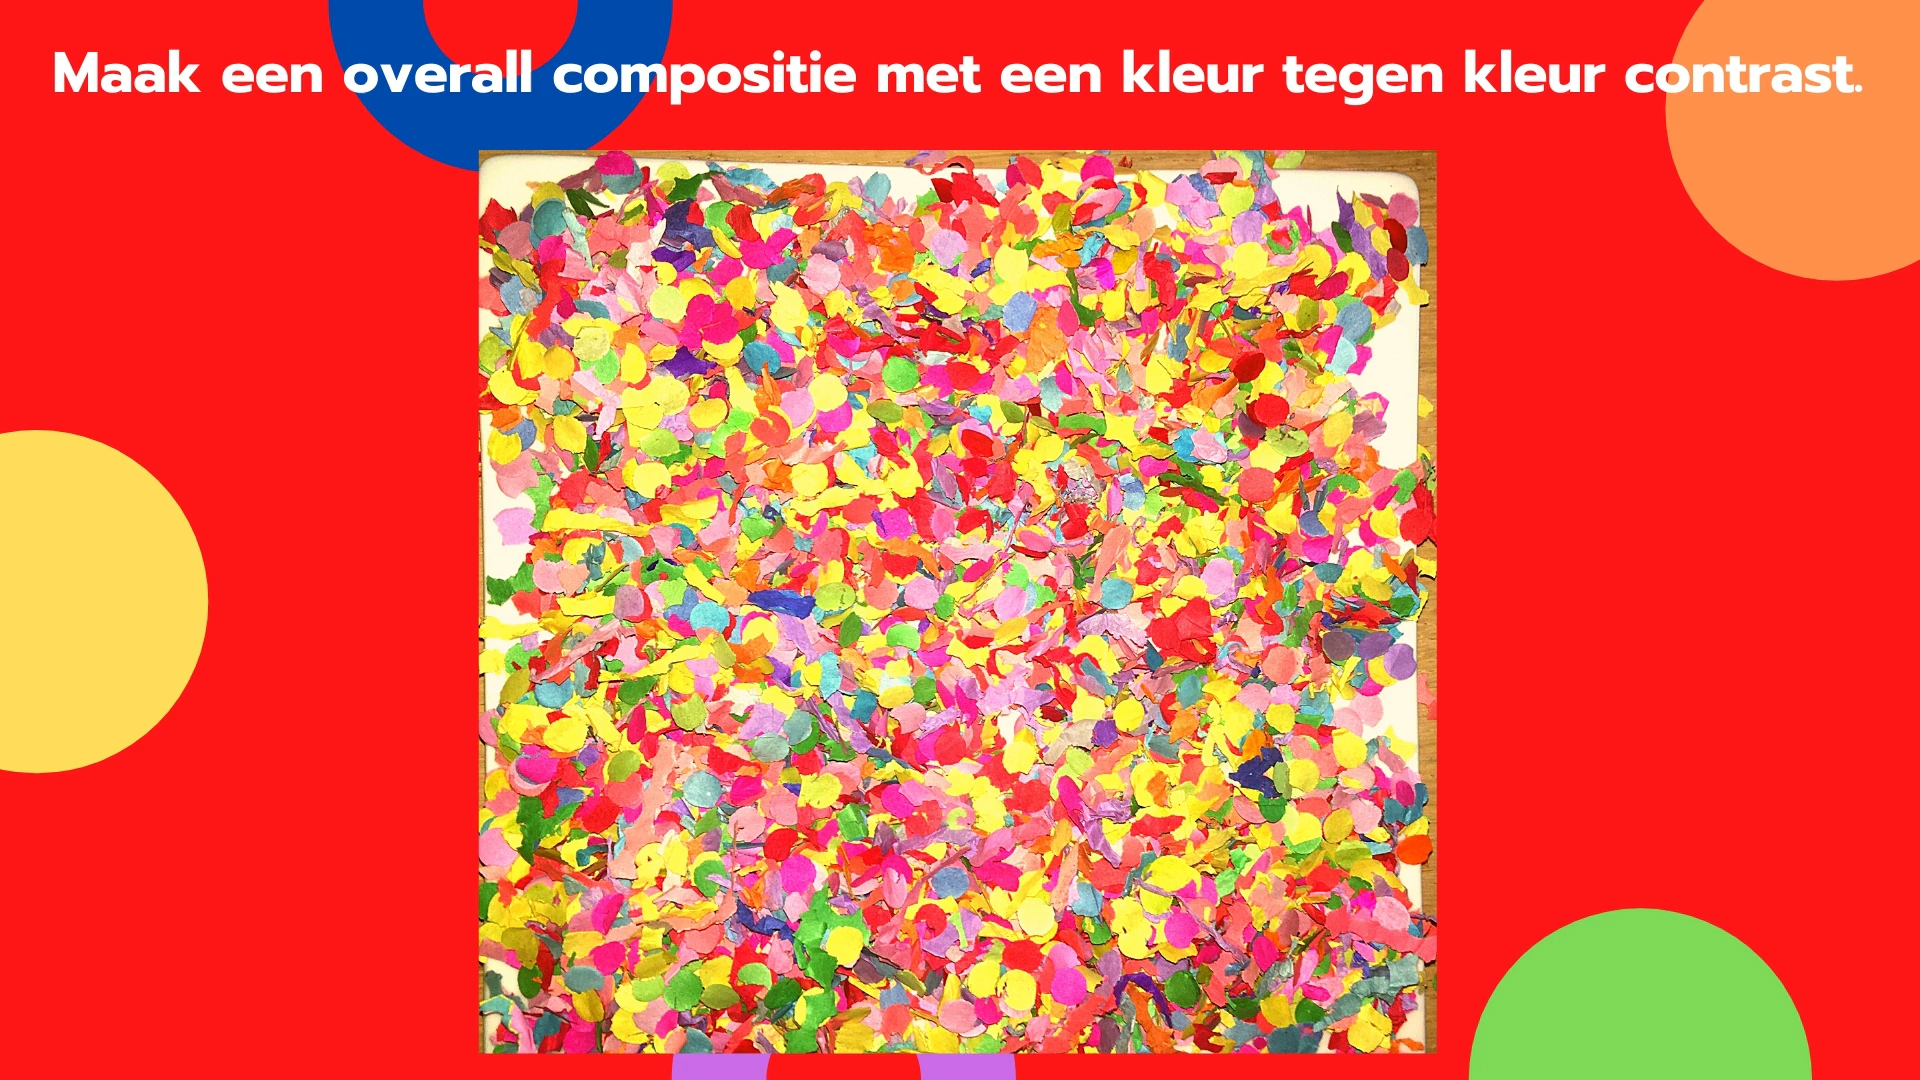 Maak een overall compositie met een kleur tegen kleur contrast.